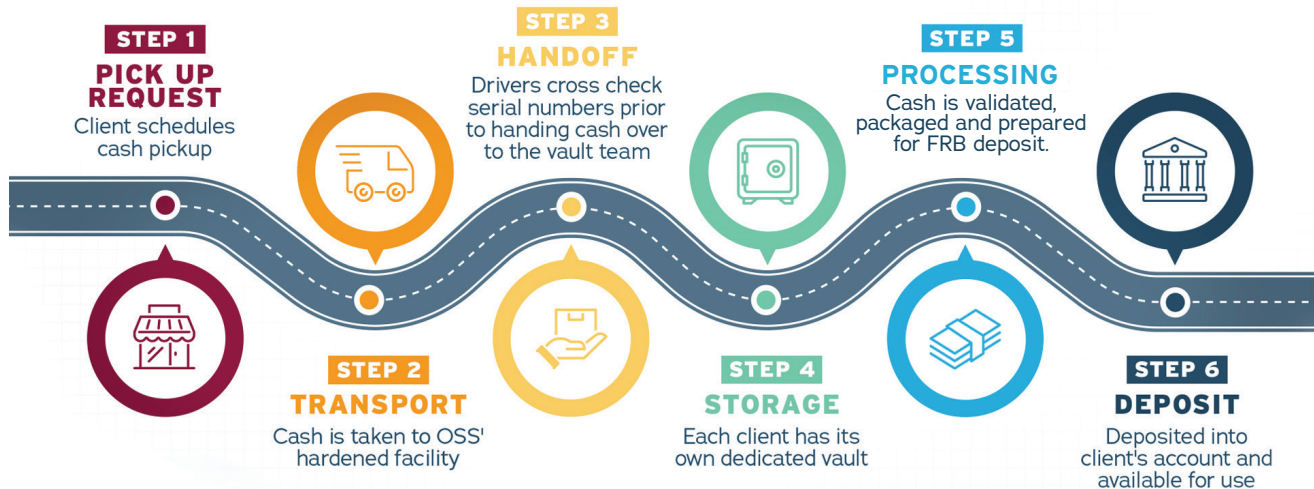 STEP 1
PICK UP
REQUEST
Client schedules
cash pickup
STEP 2
TRANSPORT
Cash is taken to OSS'
hardened facility
STEP 3
HANDOFF
Drivers cross check
serial numbers prior
to handing cash over
to the vault team
STEP 4
STORAGE
Each client has its
own dedicated vault
STEP 5
PROCESSING
Cash is validated,
packaged and prepared
for FRB deposit.
STEP 6
DEPOSIT
Deposited into
client's account and
available for use